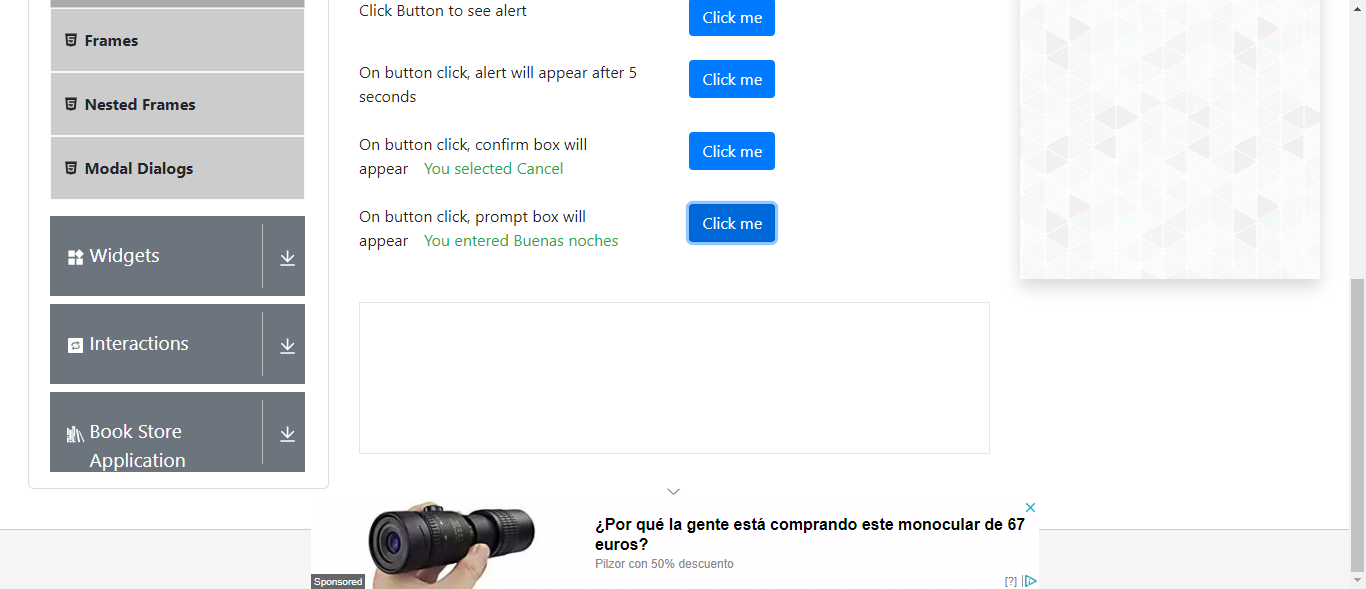 Frames
Nested Frames
Modal Dialogs
Widgets
Interactions
Book Store
Application
Click Button to see alert
Click me
On button click, alert will appear after 5
seconds
Click me
On button click, confirm box will
appear You selected Cancel
Click me
On button click, prompt box will
appear You entered Buenas noches
Click me
¿Por qué la gente está comprando este monocular de 67
euros?
Pilzor con 50% descuento
Sponsored
[?]